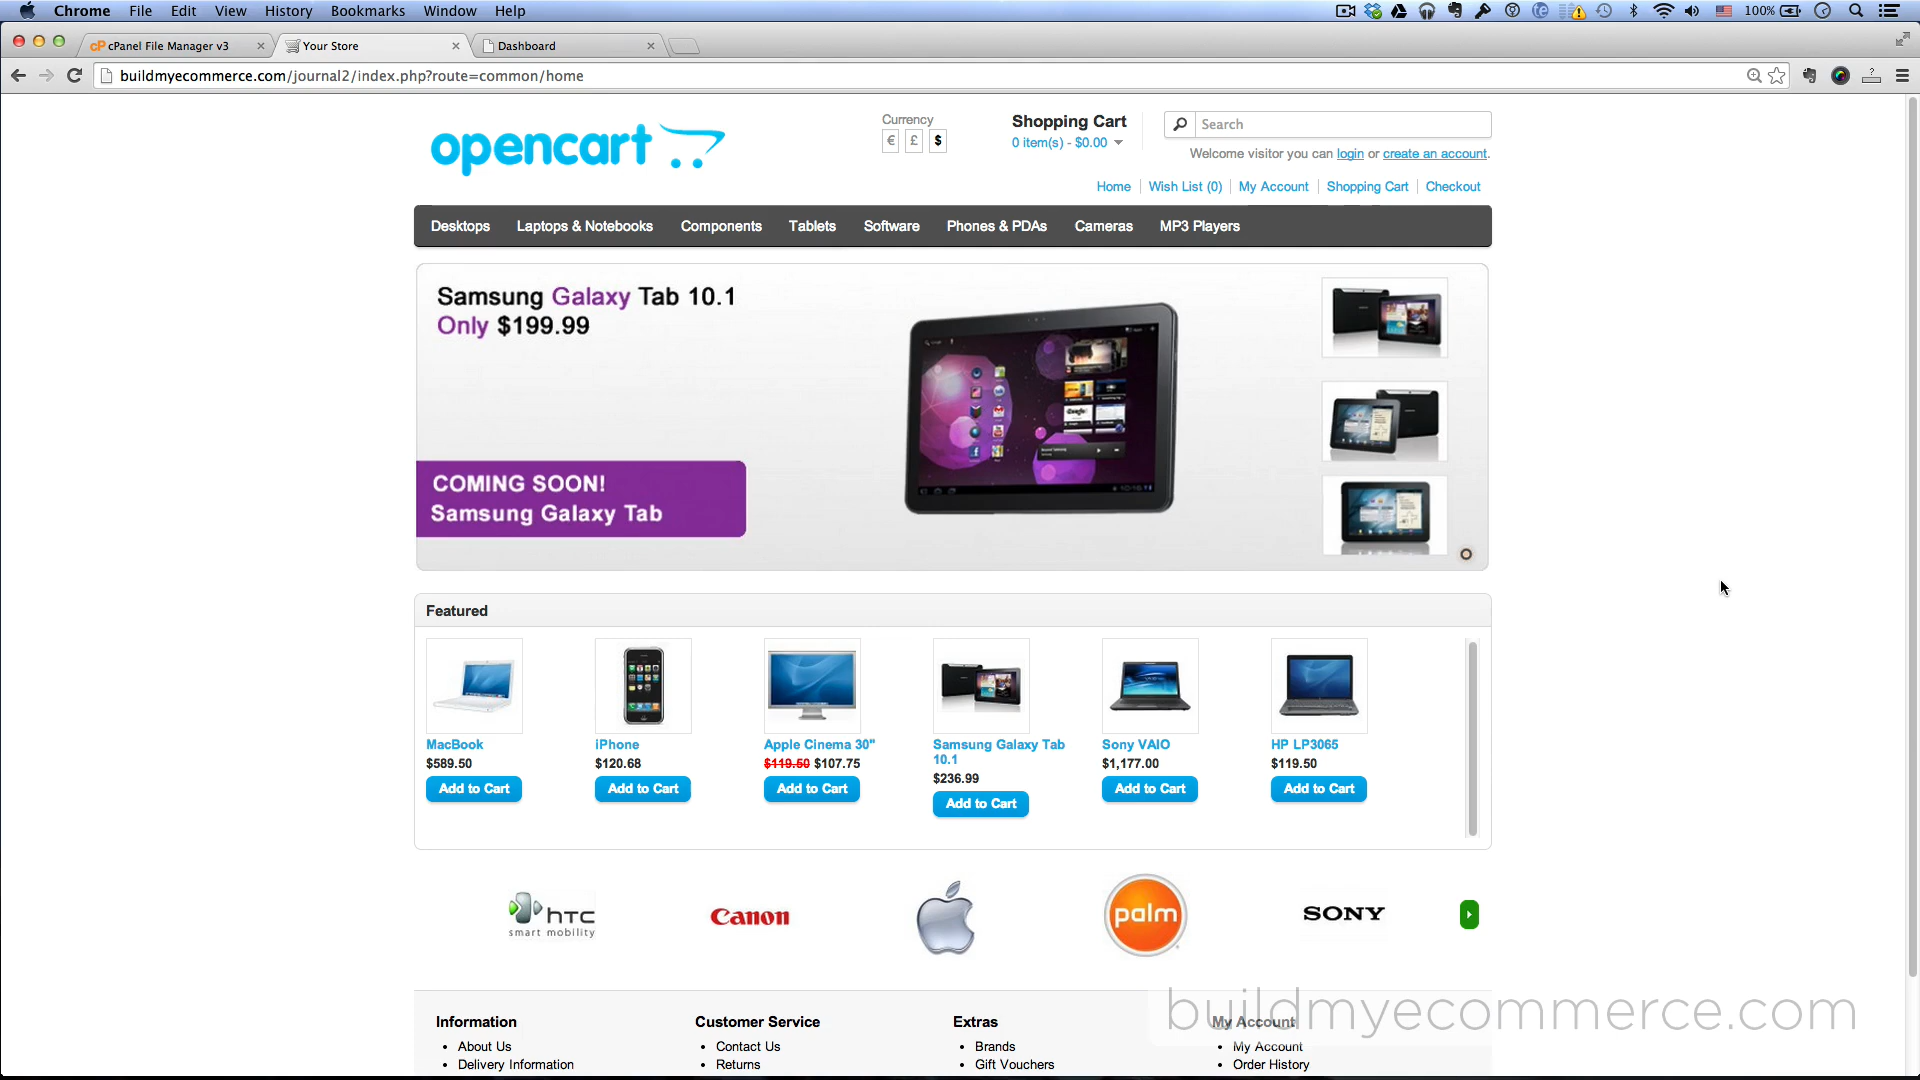 Chrome File Edit View History Bookmarks Window Help 100%
cPanel File Manager v3 Your Store Dashboard
buildmyecommerce.com/journal2/index.php?route=common/home
opencart
Currency
€ £ $
Shopping Cart
0 item(s) - $0.00
Search
Welcome visitor you can login or create an account.
Home Wish List (0) My Account Shopping Cart Checkout
Desktops Laptops & Notebooks Components Tablets Software Phones & PDAs Cameras MP3 Players
Samsung Galaxy Tab 10.1
Only $199.99
COMING SOON!
Samsung Galaxy Tab
Featured
MacBook
$589.50
Add to Cart
iPhone
$120.68
Add to Cart
Apple Cinema 30"
$119.50 $107.75
Add to Cart
Samsung Galaxy Tab
10.1
$236.99
Add to Cart
Sony VAIO
$1,177.00
Add to Cart
HP LP3065
$119.50
Add to Cart
hTC
smart mobility
Canon
palm
SONY
Information
• About Us
• Delivery Information
Customer Service
• Contact Us
• Returns
Extras
• Brands
• Gift Vouchers
My Account
• My Account
• Order History
buildmyecommerce.com